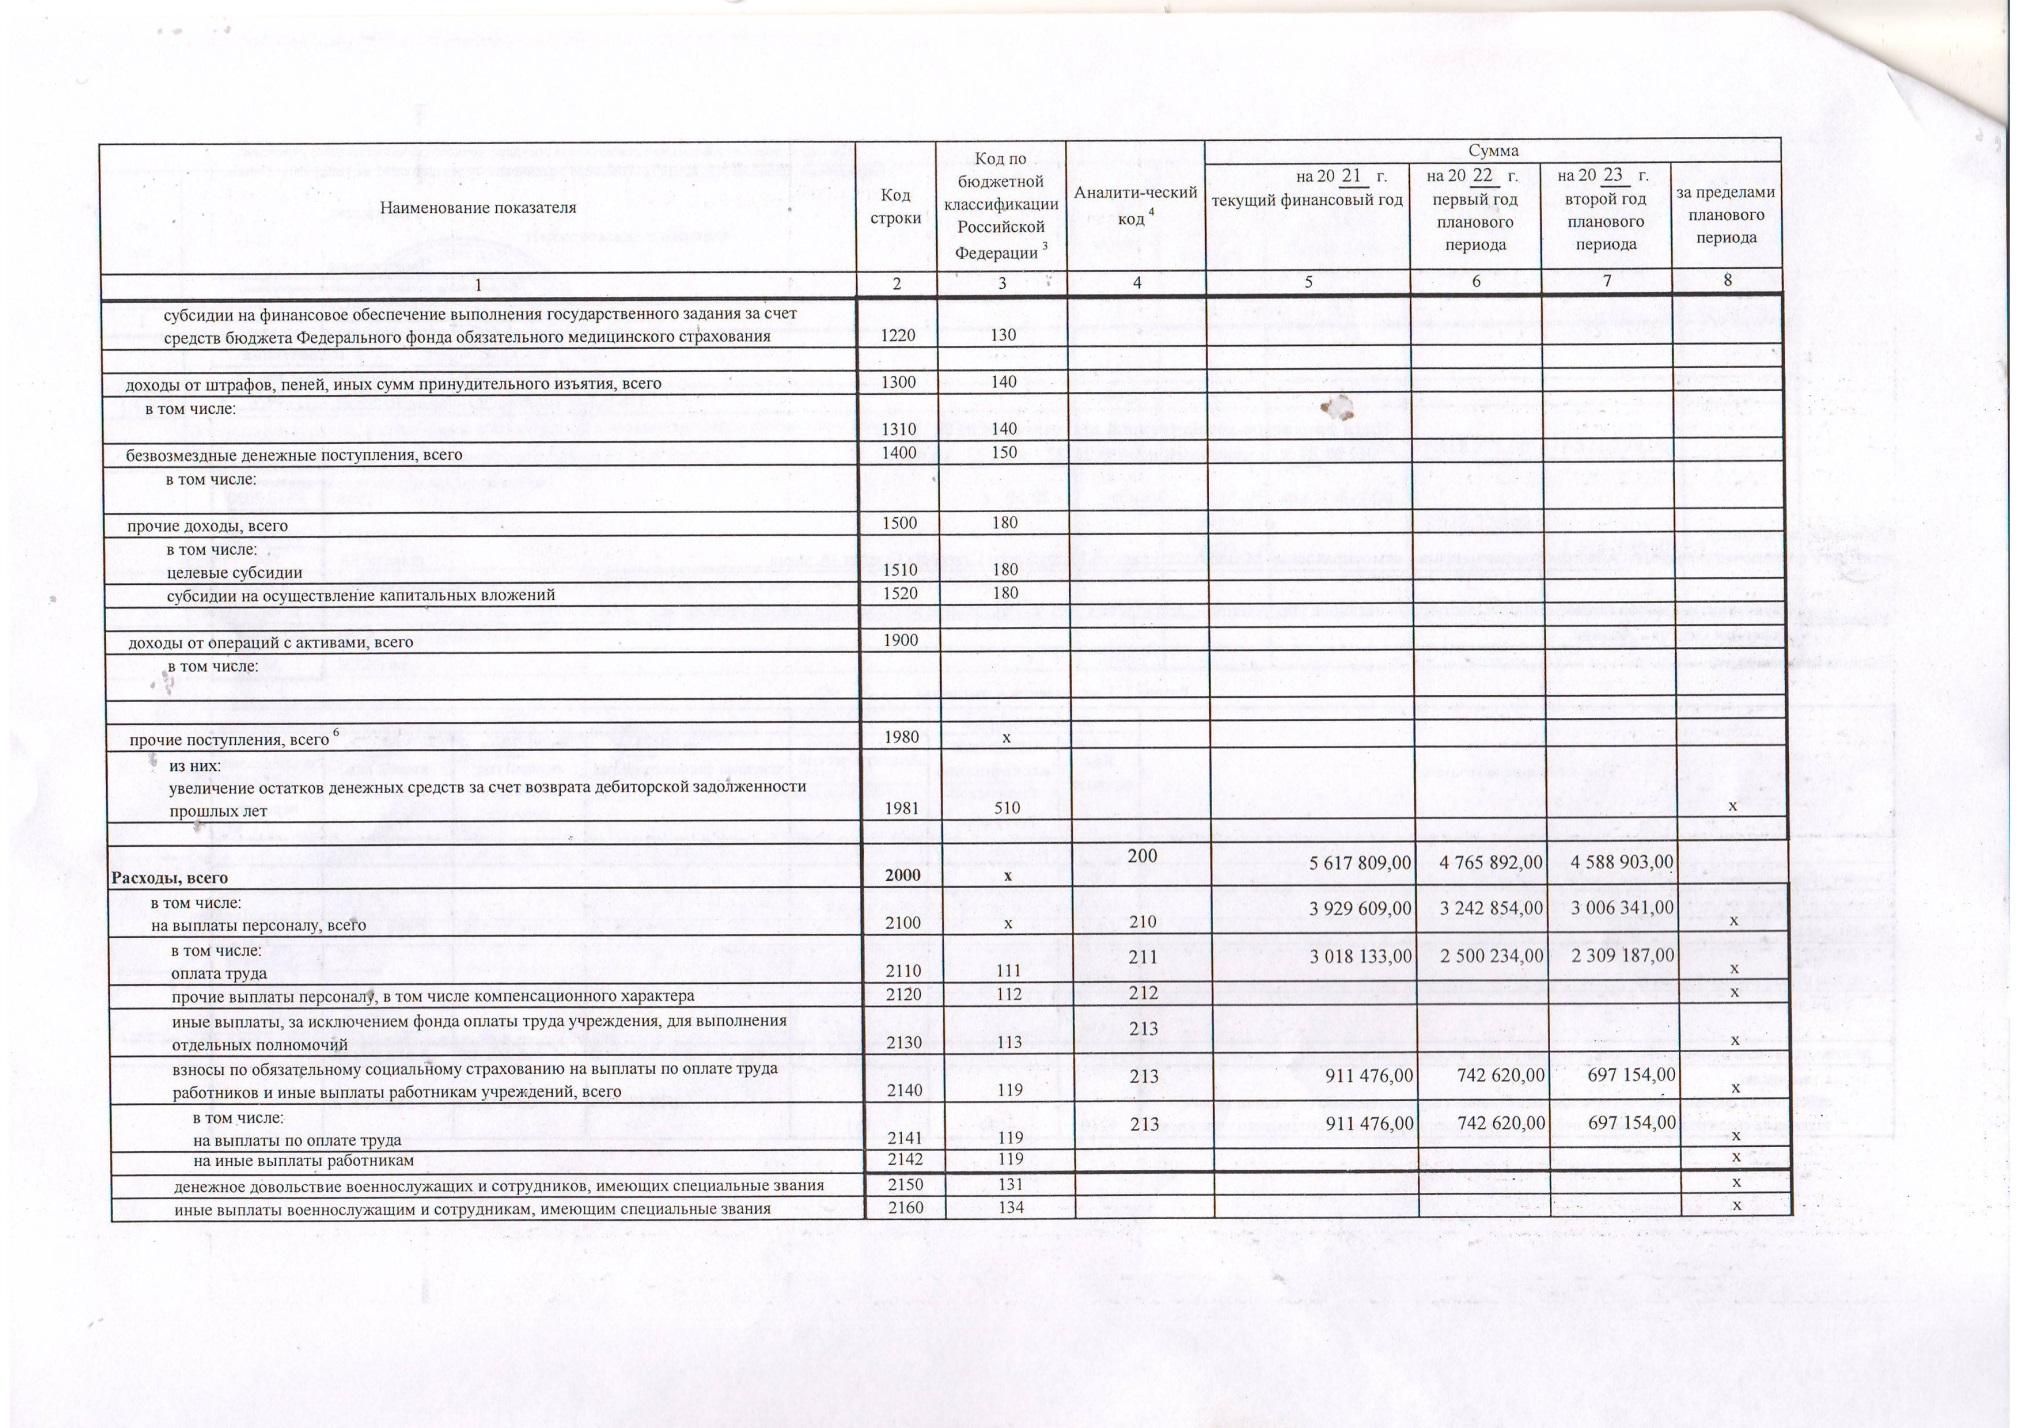 Наименование показателя Код строки Код по бюджетной классификации Российской Федерации 3 Аналити-ческий код 4 Сумма
на 20 21 г. текущий финансовый год на 20 22 г. первый год планового периода на 20 23 г. второй год планового периода за пределами планового периода
1 2 3 4 5 6 7 8
субсидии на финансовое обеспечение выполнения государственного задания за счет
средств бюджета Федерального фонда обязательного медицинского страхования 1220 130
доходы от штрафов, пеней, иных сумм принудительного изъятия, всего 1300 140
в том числе:
1310 140
безвозмездные денежные поступления, всего 1400 150
в том числе:
прочие доходы, всего 1500 180
в том числе:
целевые субсидии 1510 180
субсидии на осуществление капитальных вложений 1520 180
доходы от операций с активами, всего 1900
в том числе:
прочие поступления, всего 6 1980 х
из них:
увеличение остатков денежных средств за счет возврата дебиторской задолженности
прошлых лет 1981 510 х
Расходы, всего 2000 х 200 5 617 809,00 4 765 892,00 4 588 903,00
в том числе:
на выплаты персоналу, всего 2100 х 210 3 929 609,00 3 242 854,00 3 006 341,00 х
в том числе:
оплата труда 2110 111 211 3 018 133,00 2 500 234,00 2 309 187,00 х
прочие выплаты персоналу, в том числе компенсационного характера 2120 112 212 х
иные выплаты, за исключением фонда оплаты труда учреждения, для выполнения
отдельных полномочий 2130 113 213 х
взносы по обязательному социальному страхованию на выплаты по оплате труда
работников и иные выплаты работникам учреждений, всего 2140 119 213 911 476,00 742 620,00 697 154,00 х
в том числе:
на выплаты по оплате труда 2141 119 213 911 476,00 742 620,00 697 154,00 х
на иные выплаты работникам 2142 119 х
денежное довольствие военнослужащих и сотрудников, имеющих специальные звания 2150 131 х
иные выплаты военнослужащим и сотрудникам, имеющим специальные звания 2160 134 х